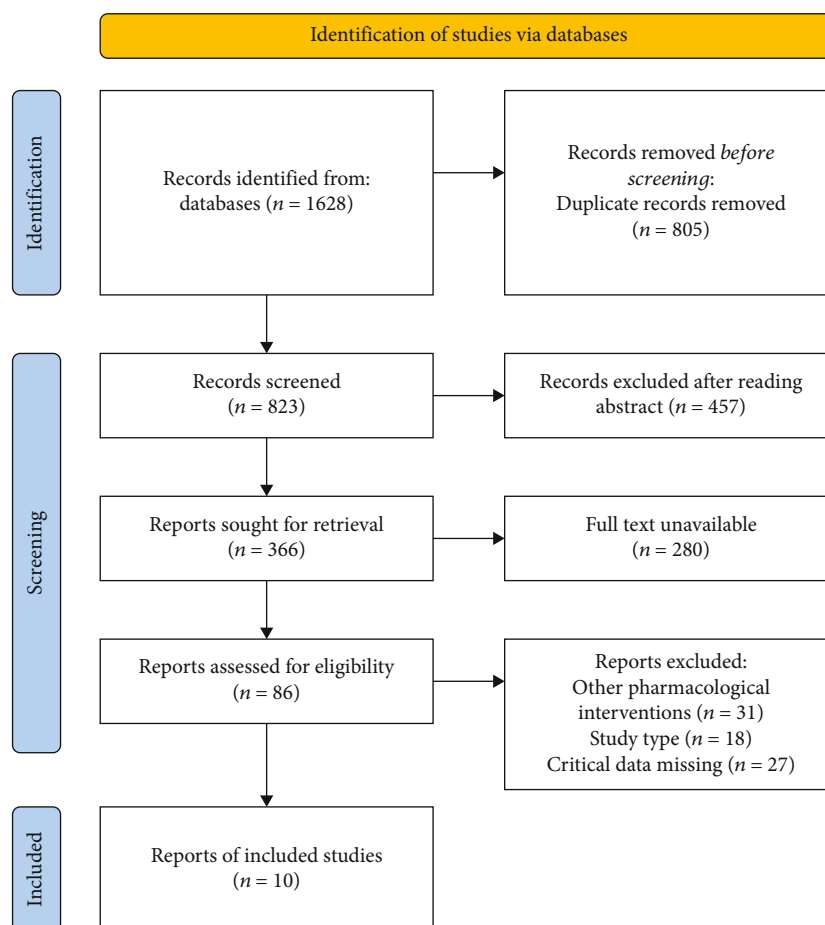 Identification of studies via databases
Identification
Records identified from:
databases (n = 1628)
Records removed before
screening:
Duplicate records removed
(n = 805)
Screening
Records screened
(n = 823)
Records excluded after reading
abstract (n = 457)
Reports sought for retrieval
(n = 366)
Full text unavailable
(n = 280)
Reports assessed for eligibility
(n = 86)
Reports excluded:
Other pharmacological
interventions (n = 31)
Study type (n = 18)
Critical data missing (n = 27)
Included
Reports of included studies
(n = 10)